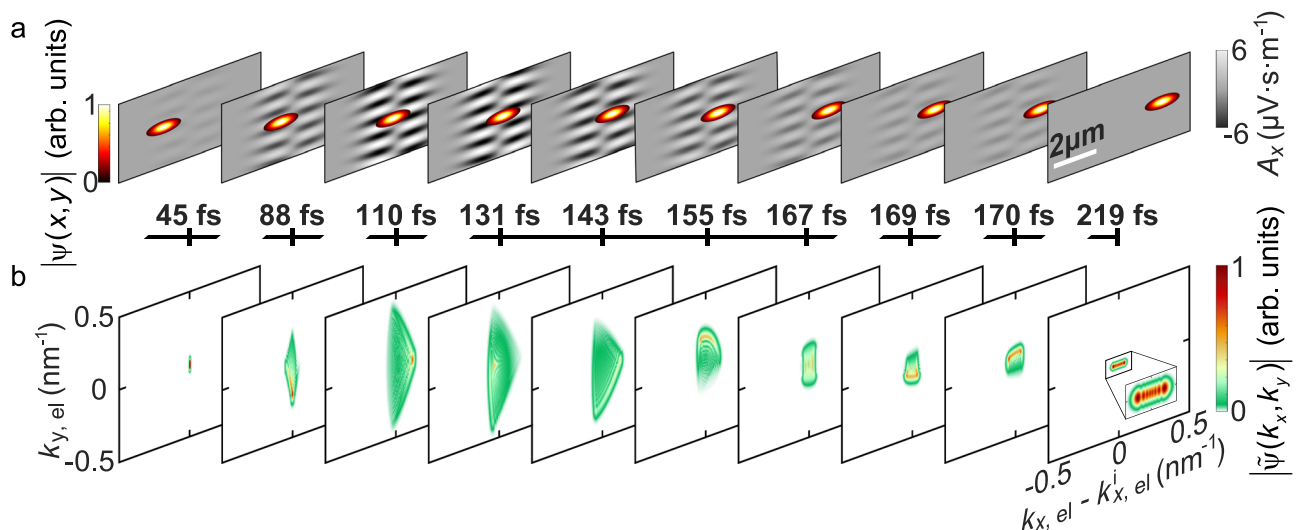 a
|ψ(x,y)| (arb. units)
1
0
6
-6
A_x (μV·s·m⁻¹)
2μm
45 fs 88 fs 110 fs 131 fs 143 fs 155 fs 167 fs 169 fs 170 fs 219 fs
b
k_y, el (nm⁻¹)
0.5
0
-0.5
-0.5 0 0.5
k_x, el - k^i_x, el (nm⁻¹)
1
0
|ψ̃(k_x, k_y)| (arb. units)